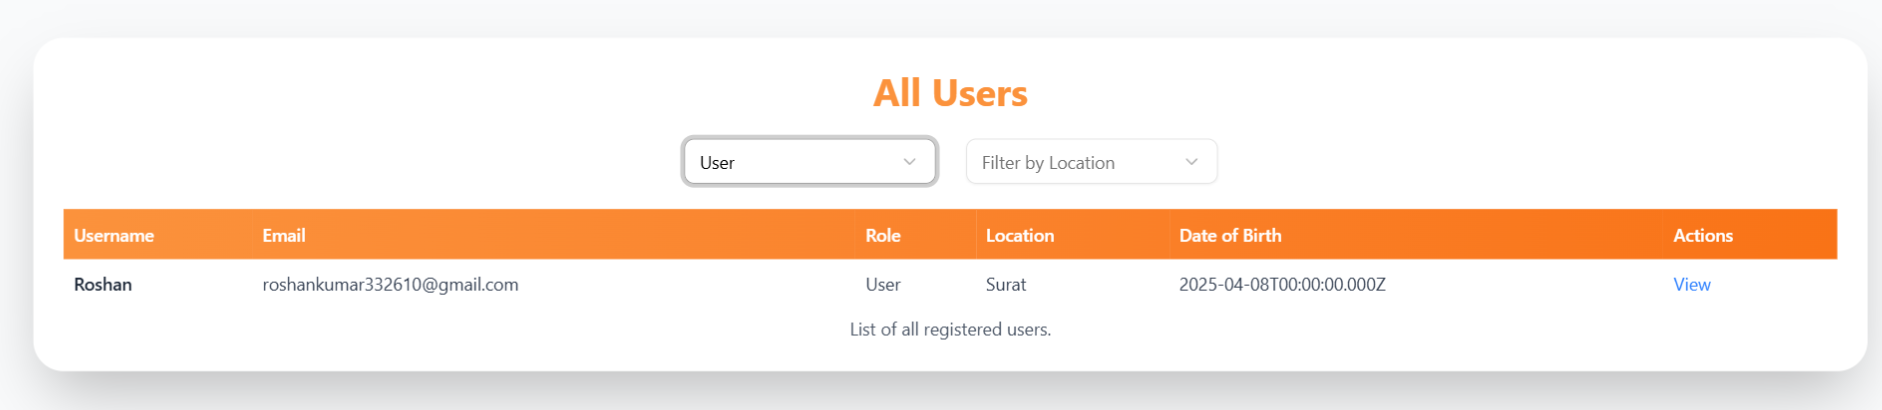 All Users
User Filter by Location
Username Email Role Location Date of Birth Actions
Roshan roshankumar332610@gmail.com User Surat 2025-04-08T00:00:00.000Z View
List of all registered users.